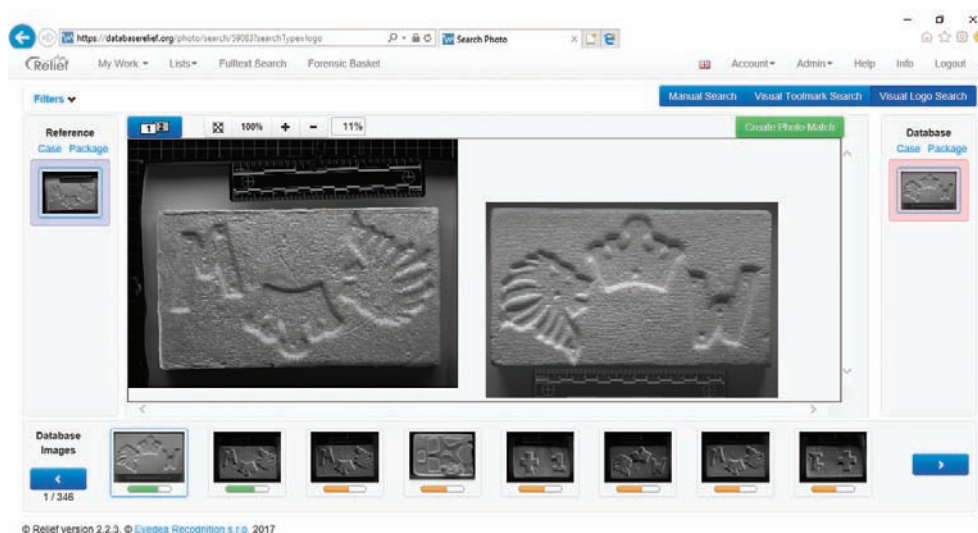 https://databaserelief.org/photo/search/59083?searchType=logo
Search Photo
Relief My Work Lists Fulltext Search Forensic Basket Account Admin Help Info Logout
Filters Manual Search Visual Toolmark Search Visual Logo Search
Reference
Case Package
1 2 100% + - 11% Create Photo Match
Database
Case Package
Database
Images
1 / 346
© Relief version 2.2.3, © Eyedea Recognition s.r.o. 2017